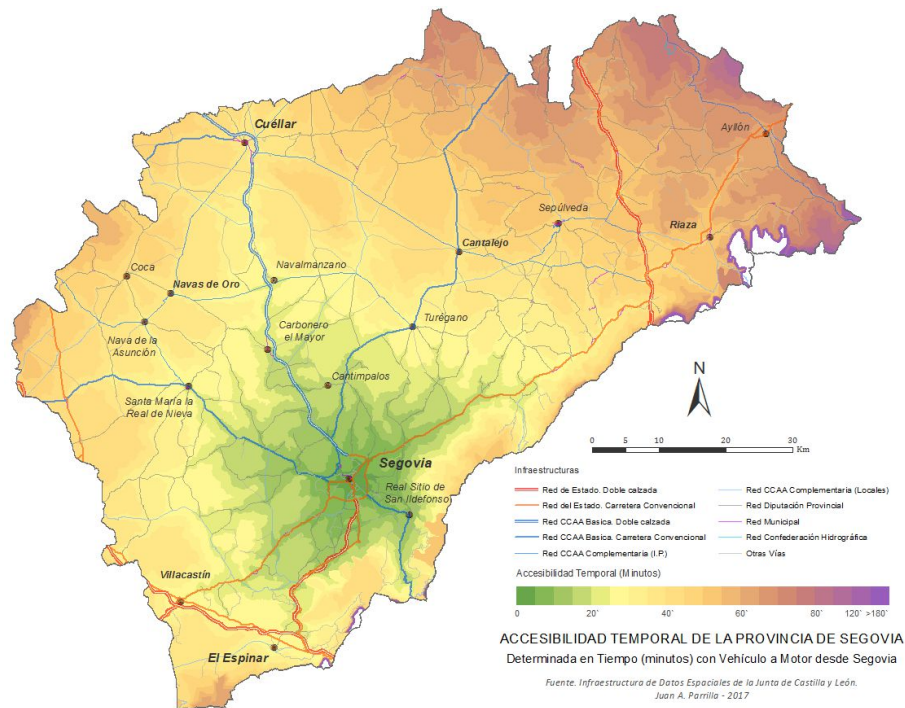 Cuéllar
Ayllón
Sepúlveda
Riaza
Cantalejo
Coca
Navalmanzano
Navas de Oro
Turégano
Nava de la
Asunción
Carbonero
el Mayor
Cantimpalos
Santa María la
Real de Nieva
N
Segovia
Real Sitio de
San Ildefonso
Villacastín
El Espinar
0 5 10 20 30
Km
Infraestructuras
Red de Estado. Doble calzada
Red del Estado. Carretera Convencional
Red CCAA Basica. Doble calzada
Red CCAA Basica. Carretera Convencional
Red CCAA Complementaria (I.P.)
Red CCAA Complementaria (Locales)
Red Diputación Provincial
Red Municipal
Red Confederación Hidrográfica
Otras Vías
Accesibilidad Temporal (Minutos)
0 20´ 40´ 60´ 80´ 120´ >180´
ACCESIBILIDAD TEMPORAL DE LA PROVINCIA DE SEGOVIA
Determinada en Tiempo (minutos) con Vehículo a Motor desde Segovia
Fuente. Infraestructura de Datos Espaciales de la Junta de Castilla y León.
Juan A. Parrilla - 2017